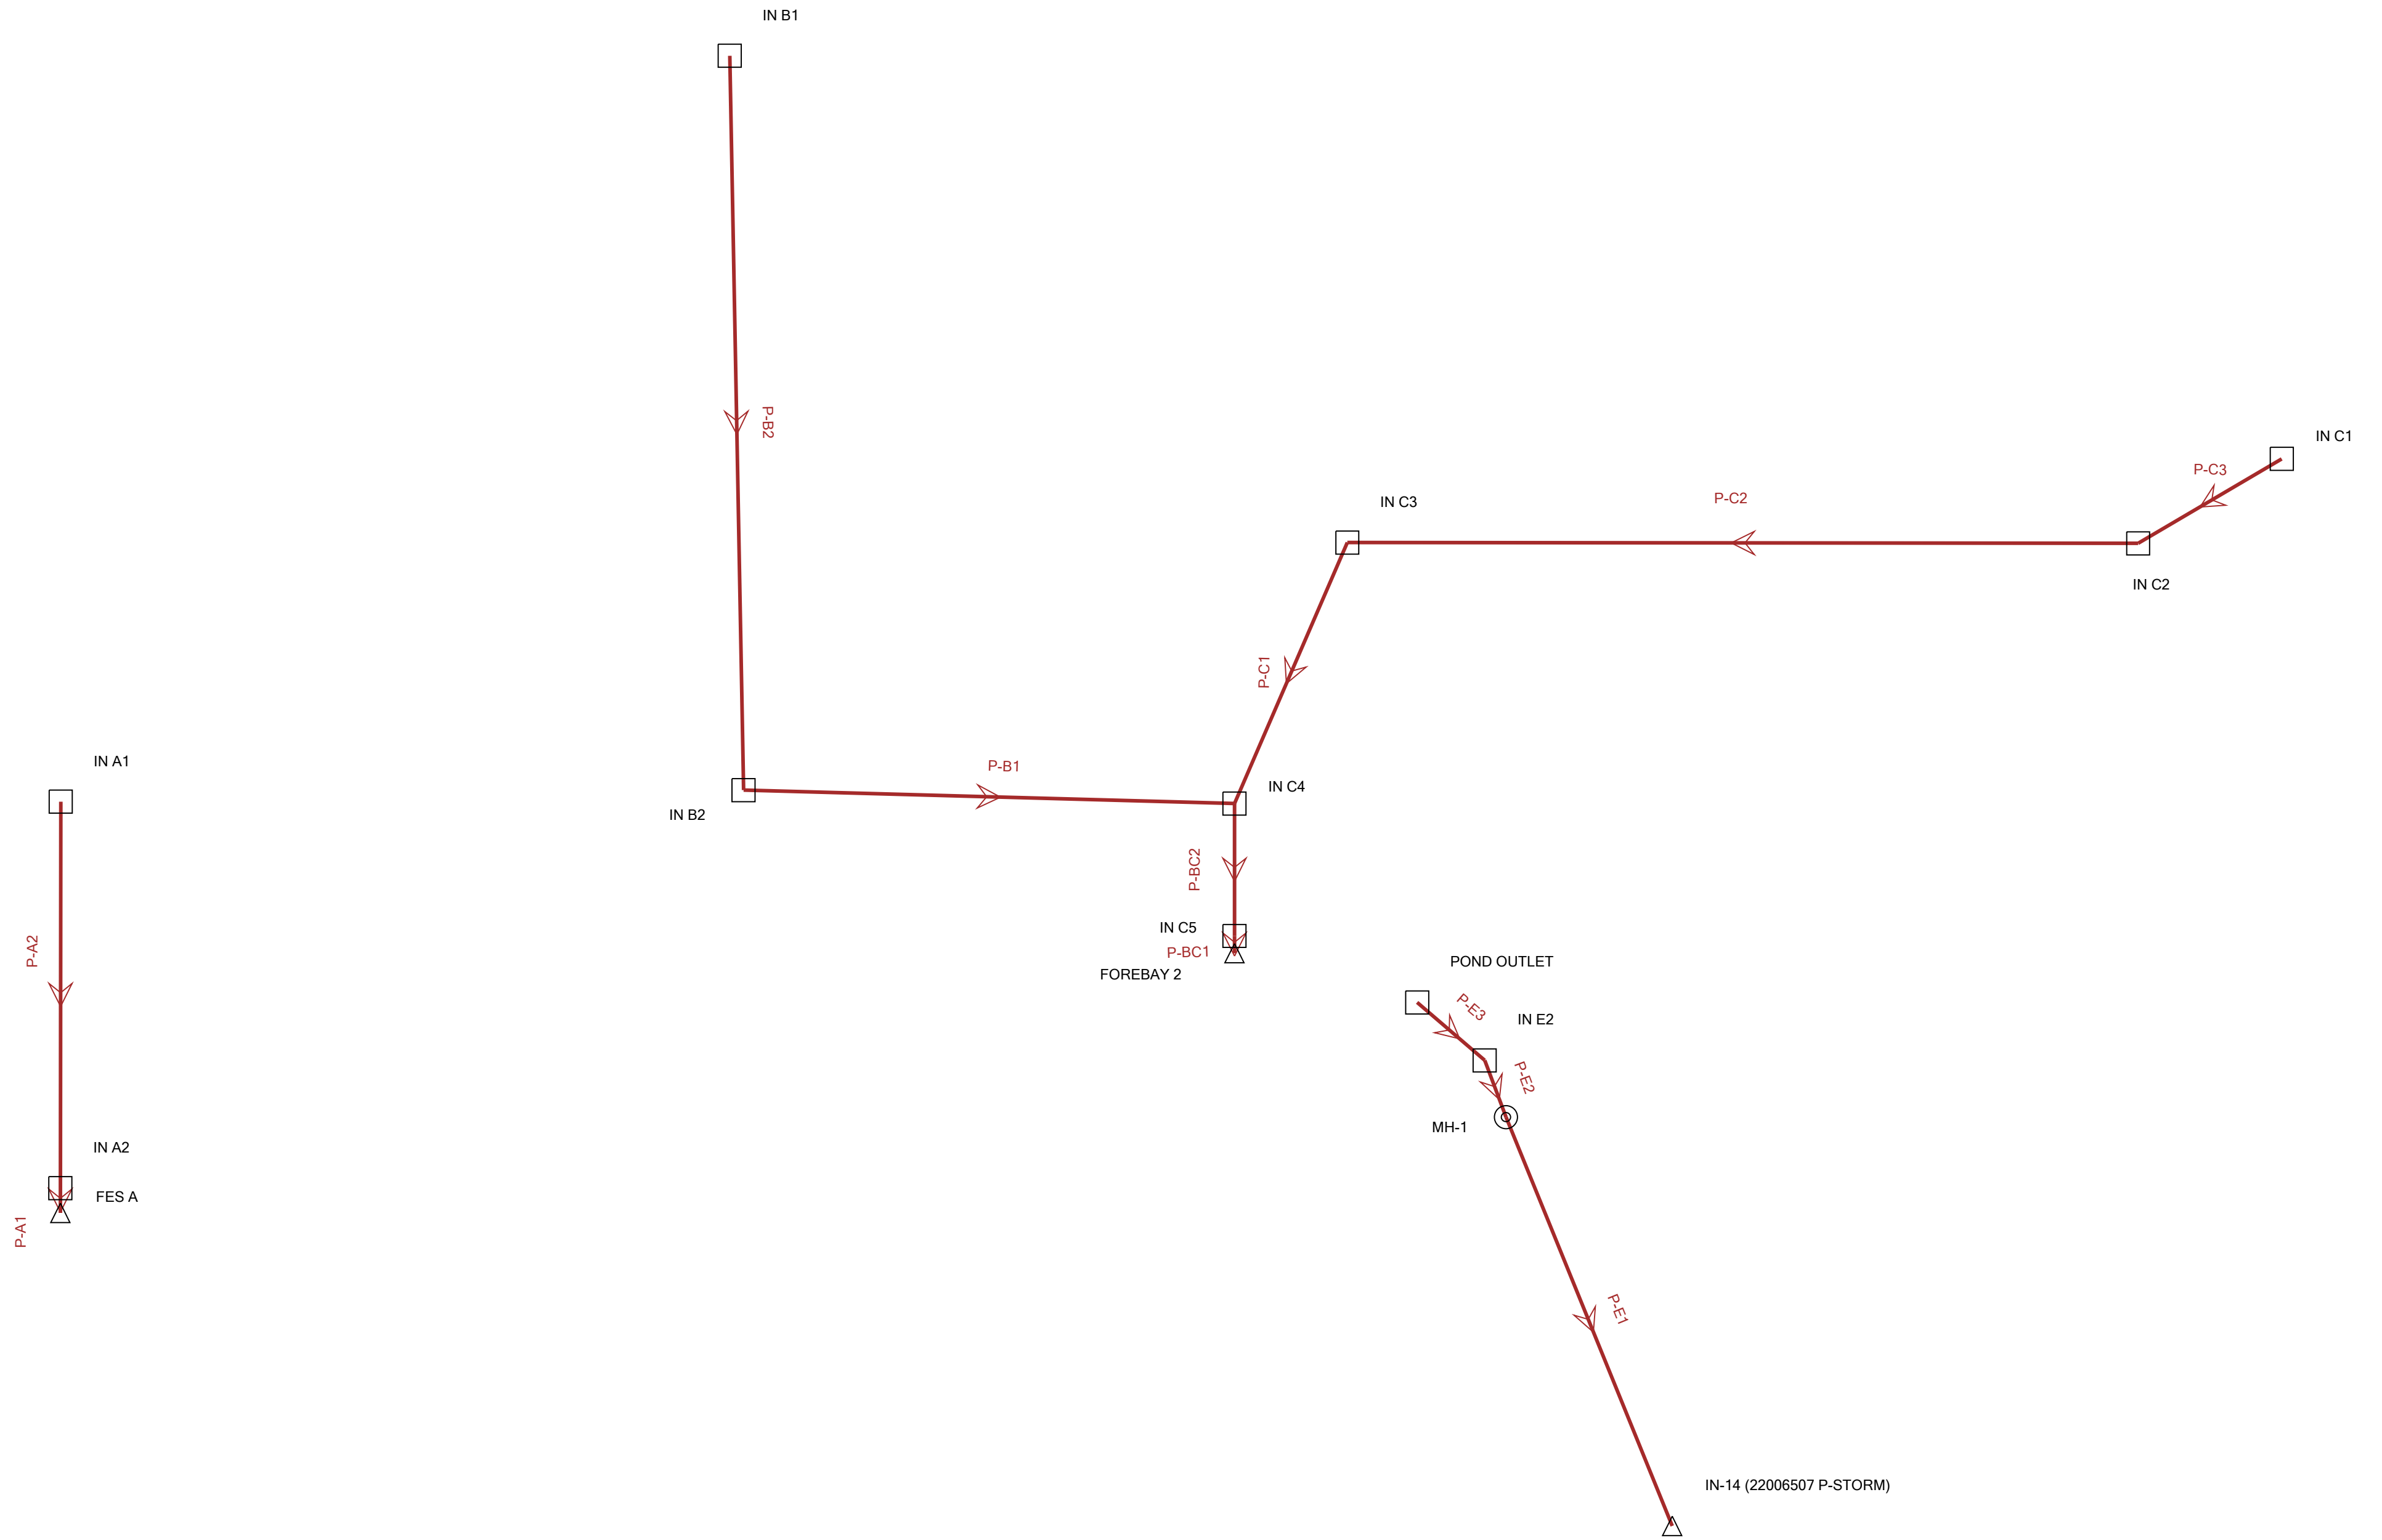 IN B1
P-B2
IN C1
P-C3
P-C2
IN C3
IN C2
P-C1
IN A1
P-B1
IN C4
IN B2
P-BC2
IN C5
P-A2
P-BC1
POND OUTLET
FOREBAY 2
P-E3
IN E2
P-E2
MH-1
IN A2
FES A
P-A1
P-E1
IN-14 (22006507 P-STORM)